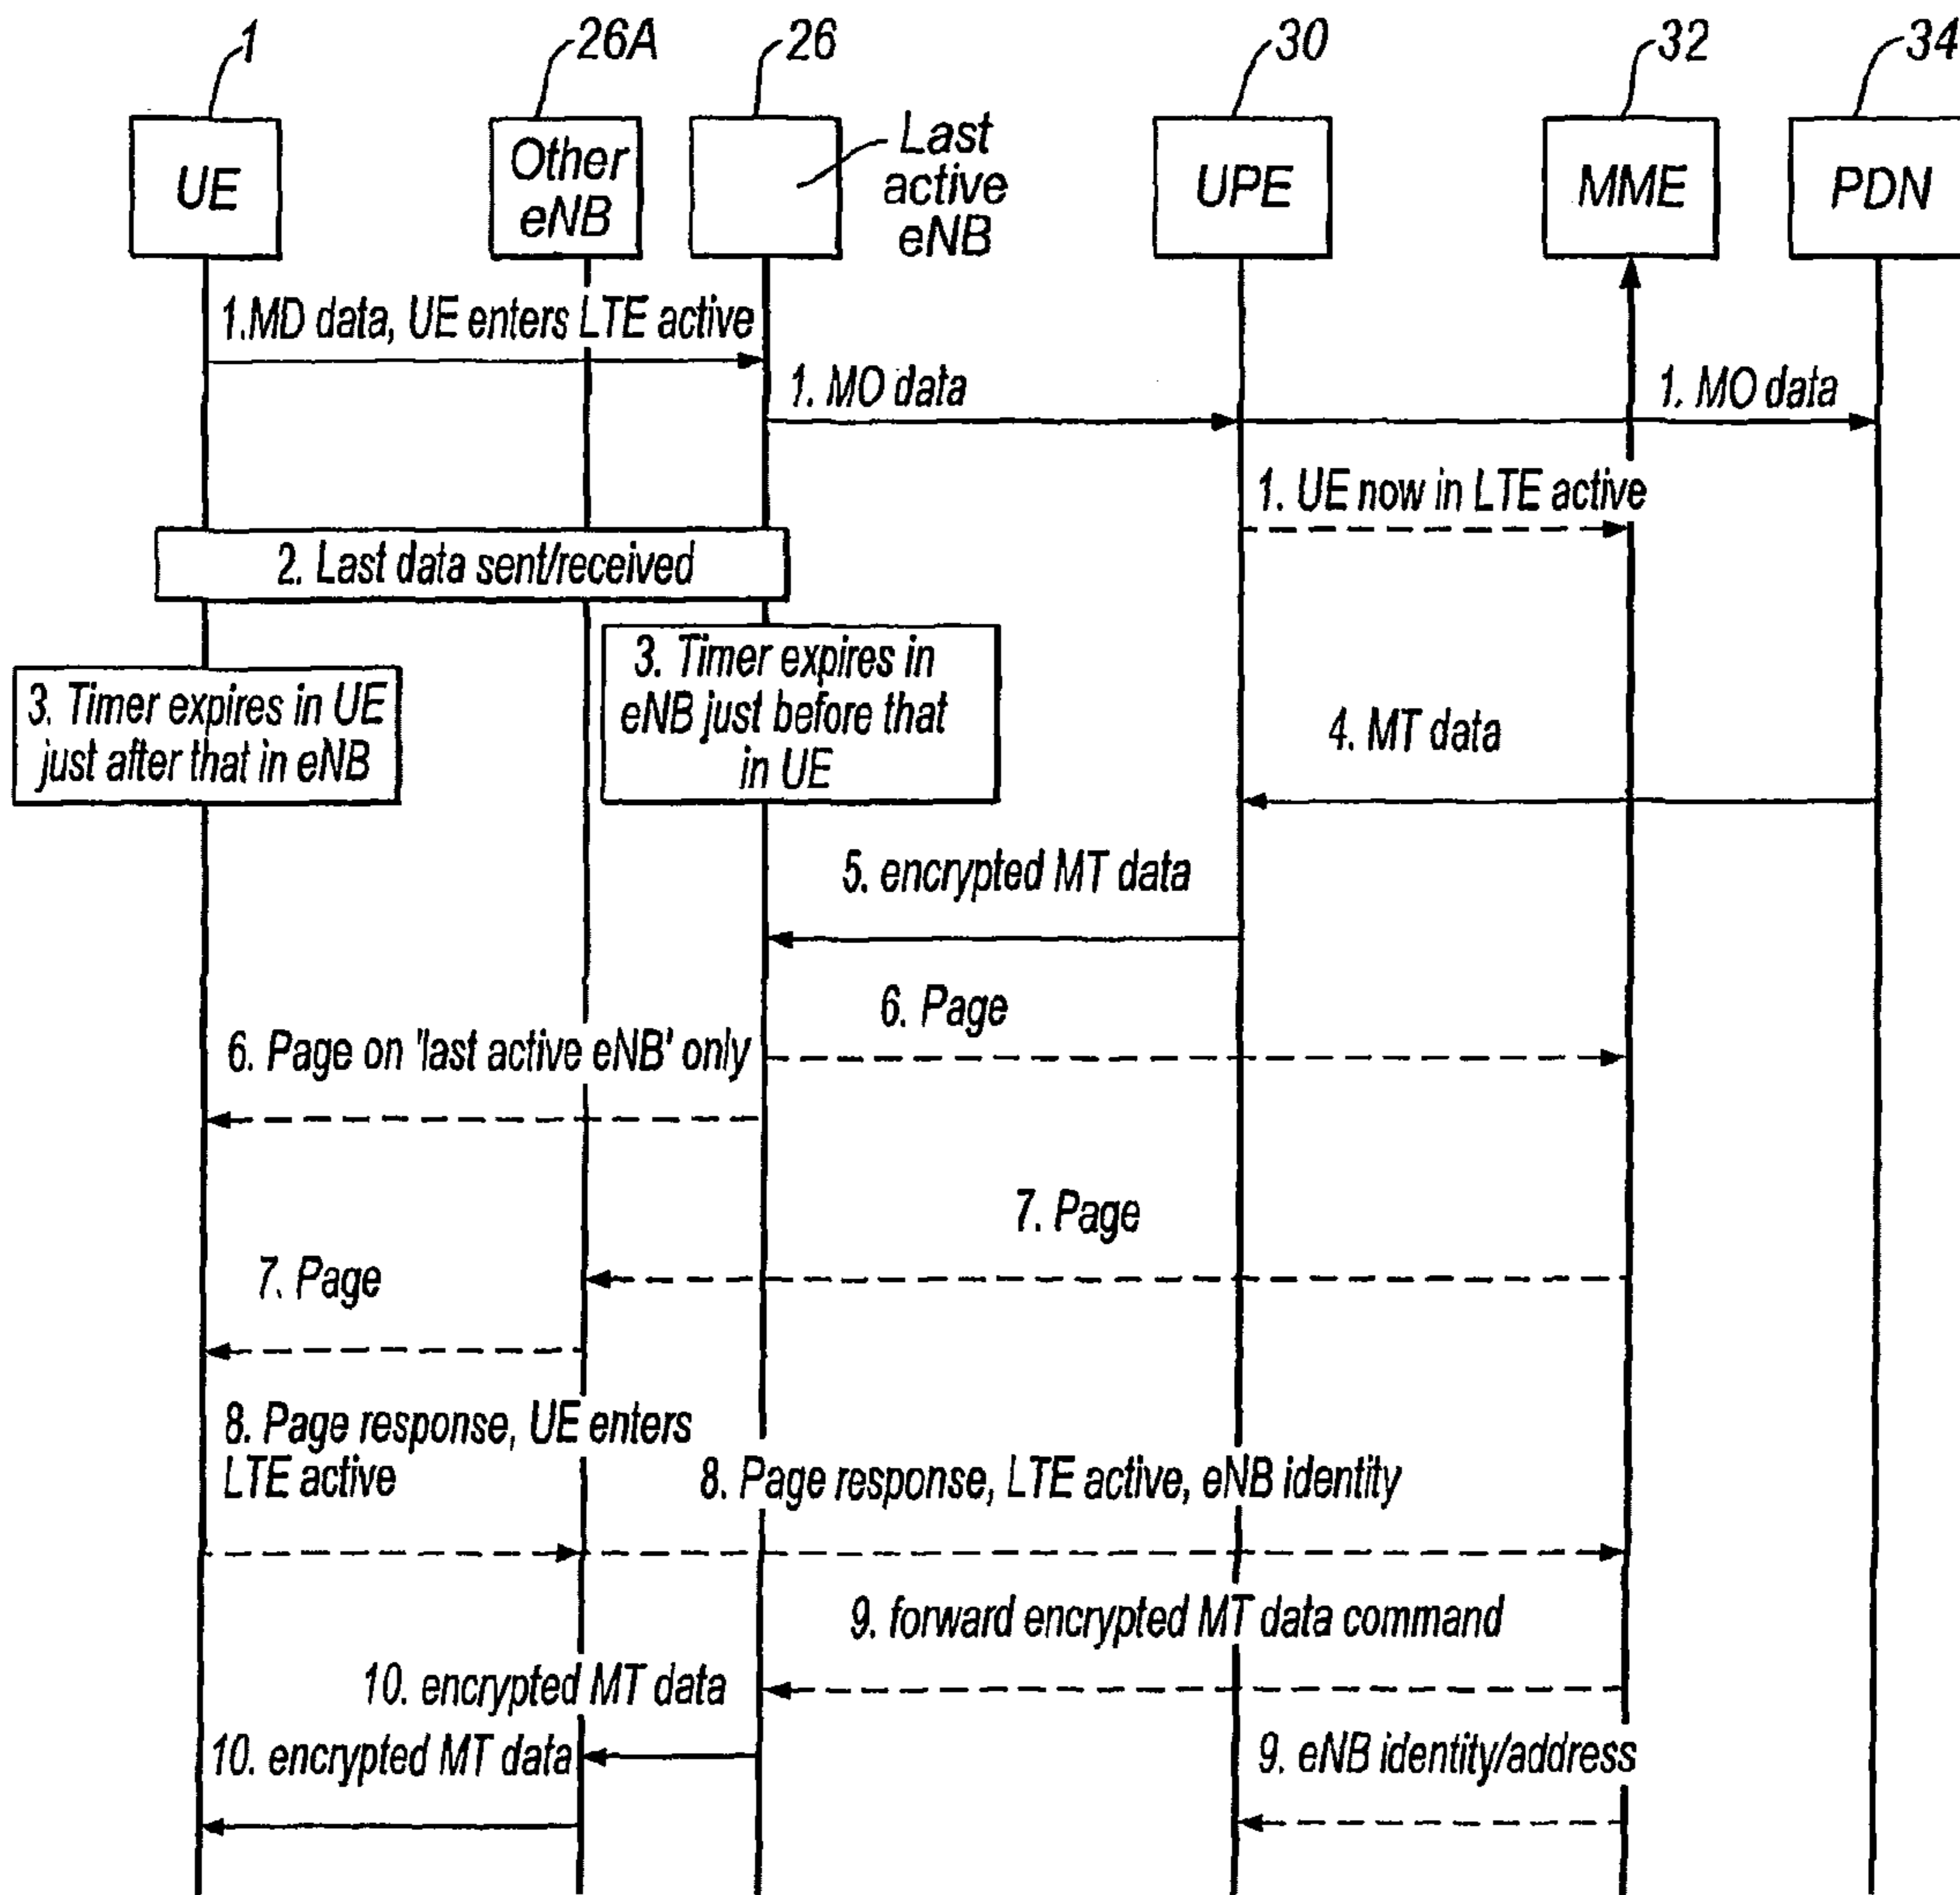 1
26A
26
30
32
34
UE
Other
eNB
Last
active
eNB
UPE
MME
PDN
1.MD data, UE enters LTE active
1. MO data
1. MO data
1. UE now in LTE active
2. Last data sent/received
3. Timer expires in UE
just after that in eNB
3. Timer expires in
eNB just before that
in UE
4. MT data
5. encrypted MT data
6. Page
6. Page on 'last active eNB' only
7. Page
7. Page
8. Page response, UE enters
LTE active
8. Page response, LTE active, eNB identity
9. forward encrypted MT data command
10. encrypted MT data
10. encrypted MT data
9. eNB identity/address